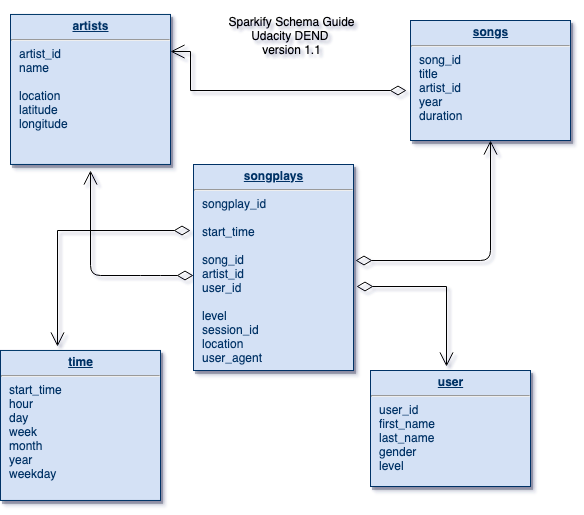 artists
artist_id
name
location
latitude
longitude
Sparkify Schema Guide
Udacity DEND
version 1.1
songs
song_id
title
artist_id
year
duration
songplays
songplay_id
start_time
song_id
artist_id
user_id
level
session_id
location
user_agent
time
start_time
hour
day
week
month
year
weekday
user
user_id
first_name
last_name
gender
level